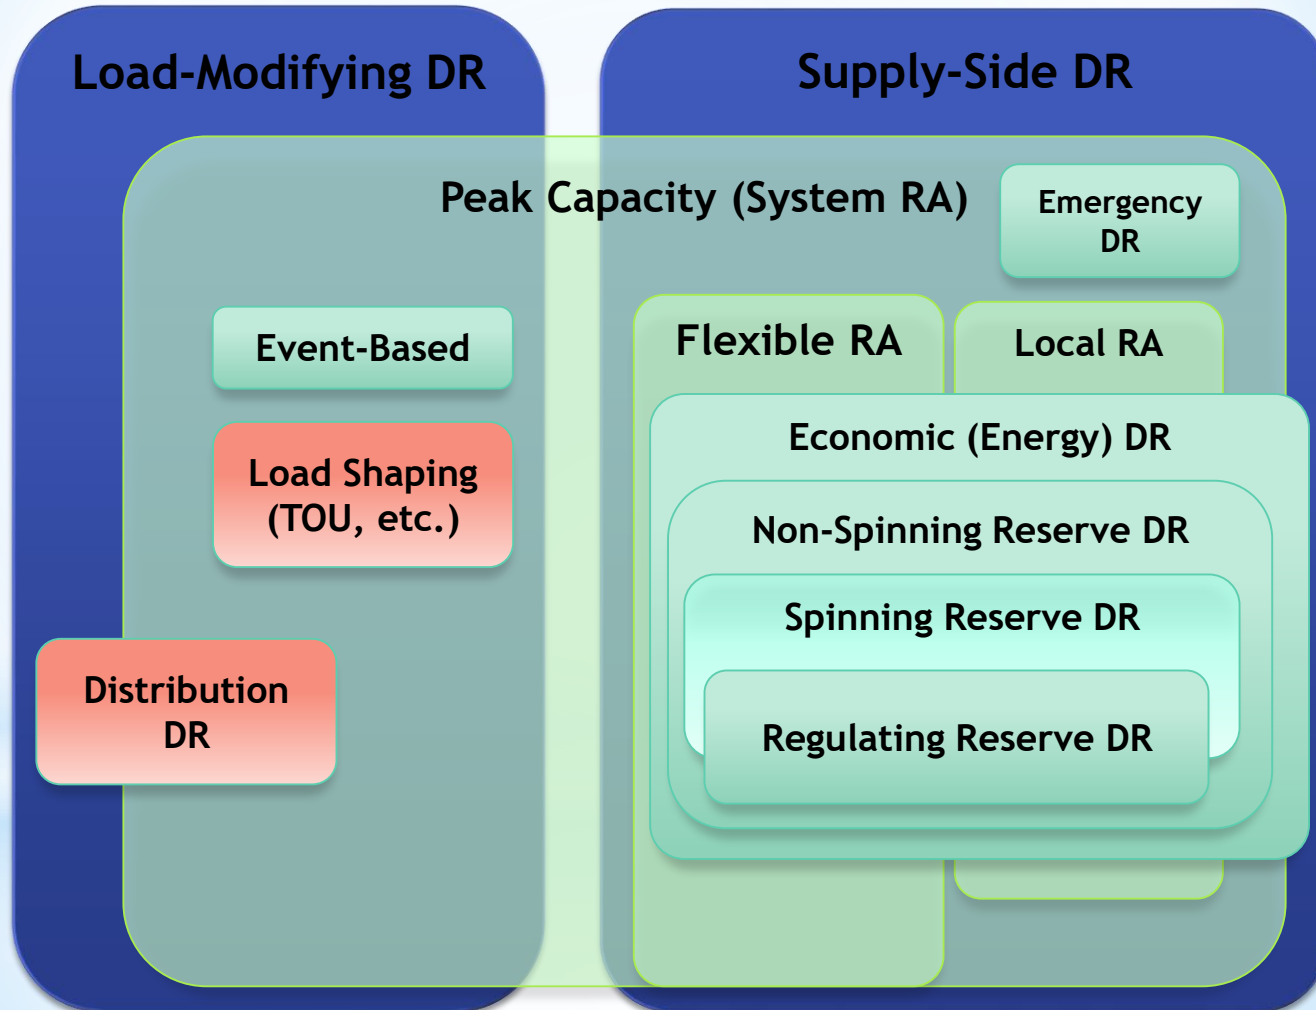 Load-Modifying DR
Supply-Side DR
Peak Capacity (System RA)
Emergency
DR
Event-Based
Load Shaping
(TOU, etc.)
Distribution
DR
Flexible RA
Local RA
Economic (Energy) DR
Non-Spinning Reserve DR
Spinning Reserve DR
Regulating Reserve DR